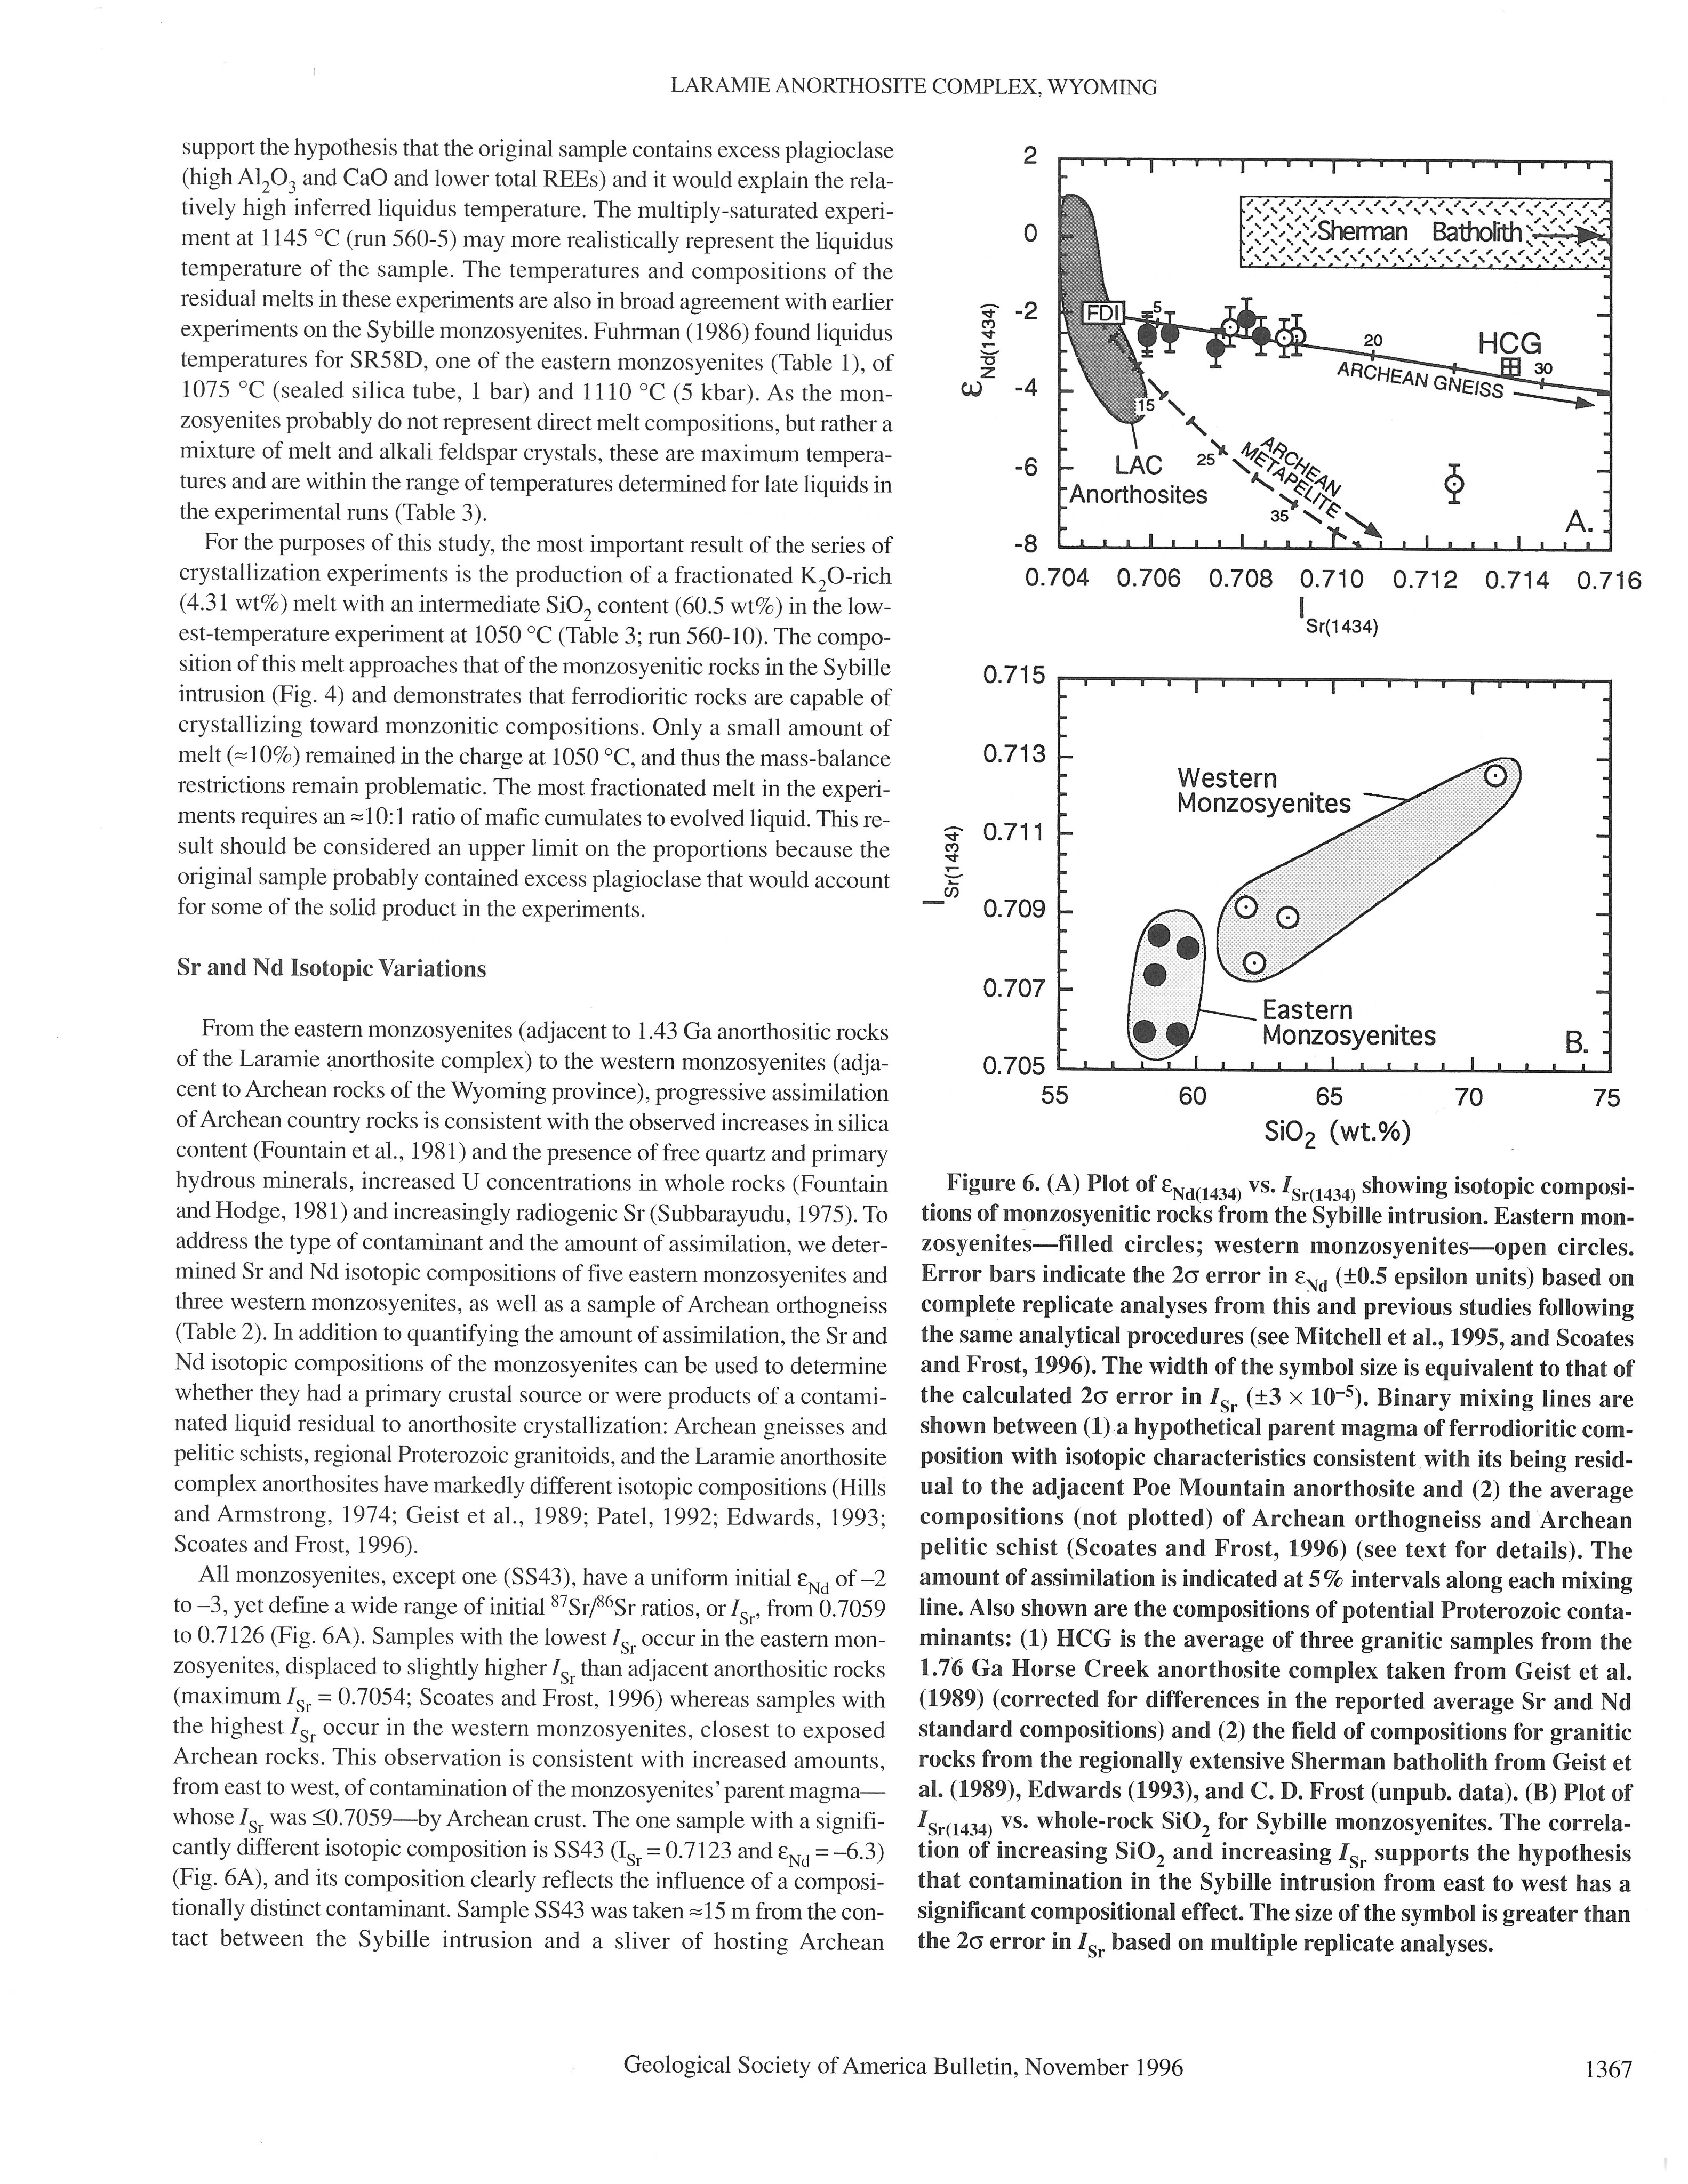 LARAMIE ANORTHOSITE COMPLEX, WYOMING
support the hypothesis that the original sample contains excess plagioclase
(high Al₂O₃ and CaO and lower total REEs) and it would explain the rela-
tively high inferred liquidus temperature. The multiply-saturated experi-
ment at 1145 °C (run 560-5) may more realistically represent the liquidus
temperature of the sample. The temperatures and compositions of the
residual melts in these experiments are also in broad agreement with earlier
experiments on the Sybille monzosyenites. Fuhrman (1986) found liquidus
temperatures for SR58D, one of the eastern monzosyenites (Table 1), of
1075 °C (sealed silica tube, 1 bar) and 1110 °C (5 kbar). As the mon-
zosyenites probably do not represent direct melt compositions, but rather a
mixture of melt and alkali feldspar crystals, these are maximum tempera-
tures and are within the range of temperatures determined for late liquids in
the experimental runs (Table 3).
For the purposes of this study, the most important result of the series of
crystallization experiments is the production of a fractionated K₂O-rich
(4.31 wt%) melt with an intermediate SiO₂ content (60.5 wt%) in the low-
est-temperature experiment at 1050 °C (Table 3; run 560-10). The compo-
sition of this melt approaches that of the monzosyenitic rocks in the Sybille
intrusion (Fig. 4) and demonstrates that ferrodioritic rocks are capable of
crystallizing toward monzonitic compositions. Only a small amount of
melt (≈10%) remained in the charge at 1050 °C, and thus the mass-balance
restrictions remain problematic. The most fractionated melt in the experi-
ments requires an ≈10:1 ratio of mafic cumulates to evolved liquid. This re-
sult should be considered an upper limit on the proportions because the
original sample probably contained excess plagioclase that would account
for some of the solid product in the experiments.
Sr and Nd Isotopic Variations
From the eastern monzosyenites (adjacent to 1.43 Ga anorthositic rocks
of the Laramie anorthosite complex) to the western monzosyenites (adja-
cent to Archean rocks of the Wyoming province), progressive assimilation
of Archean country rocks is consistent with the observed increases in silica
content (Fountain et al., 1981) and the presence of free quartz and primary
hydrous minerals, increased U concentrations in whole rocks (Fountain
and Hodge, 1981) and increasingly radiogenic Sr (Subbarayudu, 1975). To
address the type of contaminant and the amount of assimilation, we deter-
mined Sr and Nd isotopic compositions of five eastern monzosyenites and
three western monzosyenites, as well as a sample of Archean orthogneiss
(Table 2). In addition to quantifying the amount of assimilation, the Sr and
Nd isotopic compositions of the monzosyenites can be used to determine
whether they had a primary crustal source or were products of a contami-
nated liquid residual to anorthosite crystallization: Archean gneisses and
pelitic schists, regional Proterozoic granitoids, and the Laramie anorthosite
complex anorthosites have markedly different isotopic compositions (Hills
and Armstrong, 1974; Geist et al., 1989; Patel, 1992; Edwards, 1993;
Scoates and Frost, 1996).
All monzosyenites, except one (SS43), have a uniform initial ε_Nd of –2
to –3, yet define a wide range of initial ⁸⁷Sr/⁸⁶Sr ratios, or I_Sr, from 0.7059
to 0.7126 (Fig. 6A). Samples with the lowest I_Sr occur in the eastern mon-
zosyenites, displaced to slightly higher I_Sr than adjacent anorthositic rocks
(maximum I_Sr = 0.7054; Scoates and Frost, 1996) whereas samples with
the highest I_Sr occur in the western monzosyenites, closest to exposed
Archean rocks. This observation is consistent with increased amounts,
from east to west, of contamination of the monzosyenites’ parent magma—
whose I_Sr was ≤0.7059—by Archean crust. The one sample with a signifi-
cantly different isotopic composition is SS43 (I_Sr = 0.7123 and ε_Nd = –6.3)
(Fig. 6A), and its composition clearly reflects the influence of a composi-
tionally distinct contaminant. Sample SS43 was taken ≈15 m from the con-
tact between the Sybille intrusion and a sliver of hosting Archean
2
0
-2
-4
-6
-8
ε_Nd(1434)
Sherman Batholith
FDI
5
20
HCG
30
ARCHEAN GNEISS
15
LAC
Anorthosites
25
ARCHEAN
METAPELITE
35
A.
0.704 0.706 0.708 0.710 0.712 0.714 0.716
I_Sr(1434)
0.715
0.713
0.711
0.709
0.707
0.705
I_Sr(1434)
Western
Monzosyenites
Eastern
Monzosyenites
B.
55 60 65 70 75
SiO₂ (wt.%)
Figure 6. (A) Plot of ε_Nd(1434) vs. I_Sr(1434) showing isotopic composi-
tions of monzosyenitic rocks from the Sybille intrusion. Eastern mon-
zosyenites—filled circles; western monzosyenites—open circles.
Error bars indicate the 2σ error in ε_Nd (±0.5 epsilon units) based on
complete replicate analyses from this and previous studies following
the same analytical procedures (see Mitchell et al., 1995, and Scoates
and Frost, 1996). The width of the symbol size is equivalent to that of
the calculated 2σ error in I_Sr (±3 × 10⁻⁵). Binary mixing lines are
shown between (1) a hypothetical parent magma of ferrodioritic com-
position with isotopic characteristics consistent with its being resid-
ual to the adjacent Poe Mountain anorthosite and (2) the average
compositions (not plotted) of Archean orthogneiss and Archean
pelitic schist (Scoates and Frost, 1996) (see text for details). The
amount of assimilation is indicated at 5% intervals along each mixing
line. Also shown are the compositions of potential Proterozoic conta-
minants: (1) HCG is the average of three granitic samples from the
1.76 Ga Horse Creek anorthosite complex taken from Geist et al.
(1989) (corrected for differences in the reported average Sr and Nd
standard compositions) and (2) the field of compositions for granitic
rocks from the regionally extensive Sherman batholith from Geist et
al. (1989), Edwards (1993), and C. D. Frost (unpub. data). (B) Plot of
I_Sr(1434) vs. whole-rock SiO₂ for Sybille monzosyenites. The correla-
tion of increasing SiO₂ and increasing I_Sr supports the hypothesis
that contamination in the Sybille intrusion from east to west has a
significant compositional effect. The size of the symbol is greater than
the 2σ error in I_Sr based on multiple replicate analyses.
Geological Society of America Bulletin, November 1996
1367